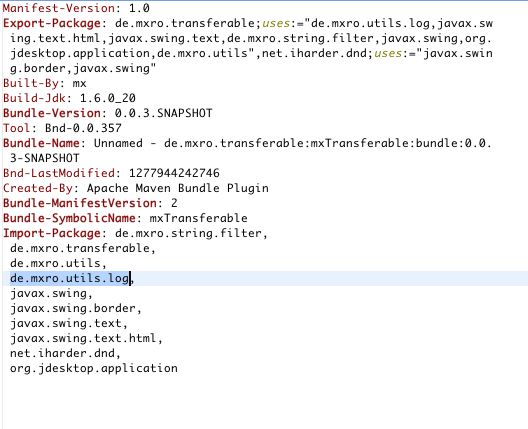 Manifest-Version: 1.0
Export-Package: de.mxro.transferable;uses:="de.mxro.utils.log,javax.sw
ing.text.html,javax.swing.text,de.mxro.string.filter,javax.swing,org.
jdesktop.application,de.mxro.utils",net.iharder.dnd;uses:="javax.swin
g.border,javax.swing"
Built-By: mx
Build-Jdk: 1.6.0_20
Bundle-Version: 0.0.3.SNAPSHOT
Tool: Bnd-0.0.357
Bundle-Name: Unnamed - de.mxro.transferable:mxTransferable:bundle:0.0.
3-SNAPSHOT
Bnd-LastModified: 1277944242746
Created-By: Apache Maven Bundle Plugin
Bundle-ManifestVersion: 2
Bundle-SymbolicName: mxTransferable
Import-Package: de.mxro.string.filter,
de.mxro.transferable,
de.mxro.utils,
de.mxro.utils.log,
javax.swing,
javax.swing.border,
javax.swing.text,
javax.swing.text.html,
net.iharder.dnd,
org.jdesktop.application